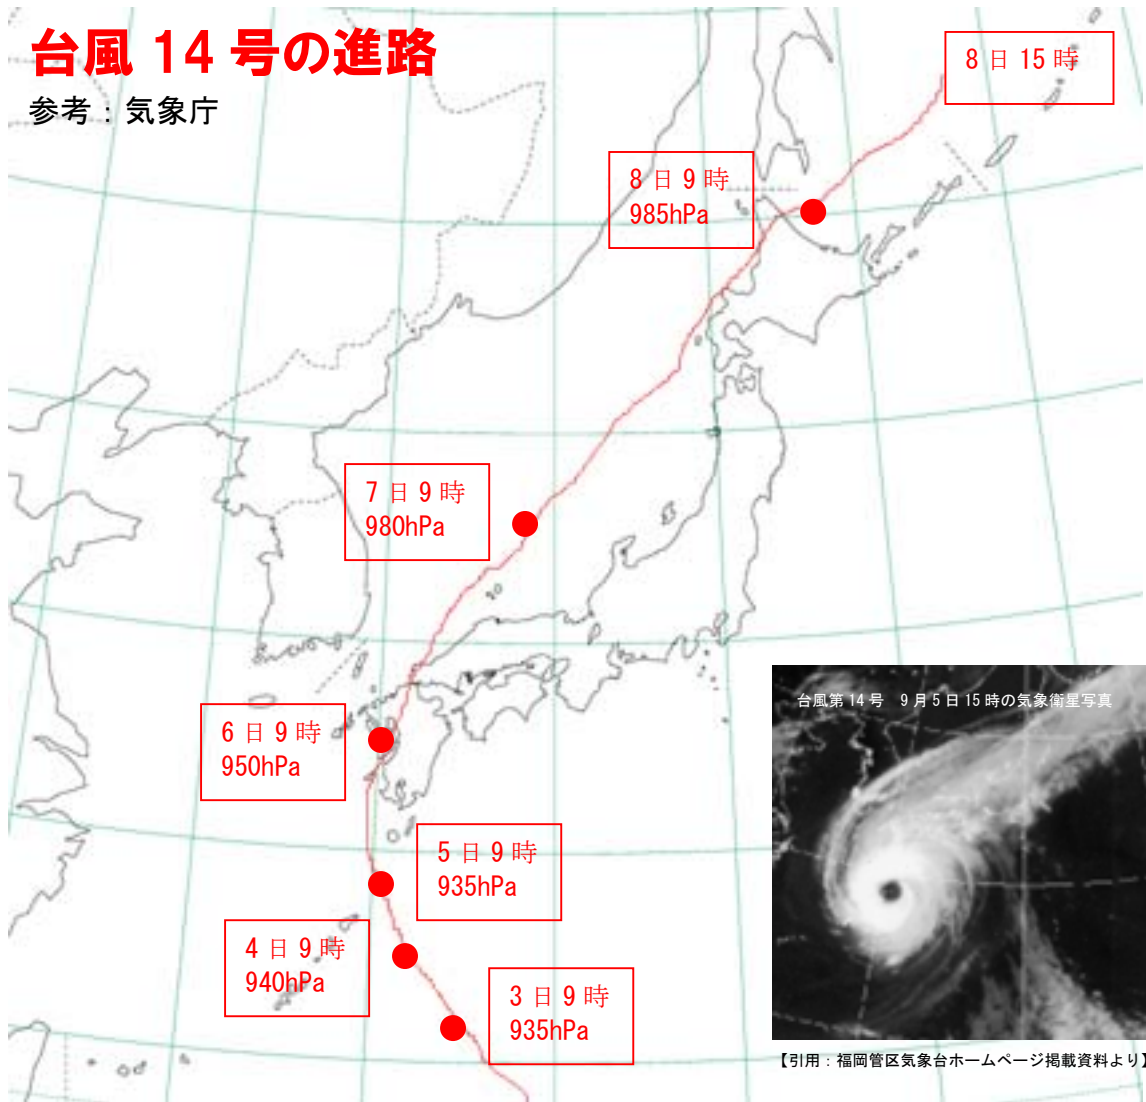 台風 14 号の進路
参考：気象庁
8 日 15 時
8 日 9 時
985hPa
7 日 9 時
980hPa
6 日 9 時
950hPa
5 日 9 時
935hPa
4 日 9 時
940hPa
3 日 9 時
935hPa
台風第 14 号　9 月 5 日 15 時の気象衛星写真
【引用：福岡管区気象台ホームページ掲載資料より】